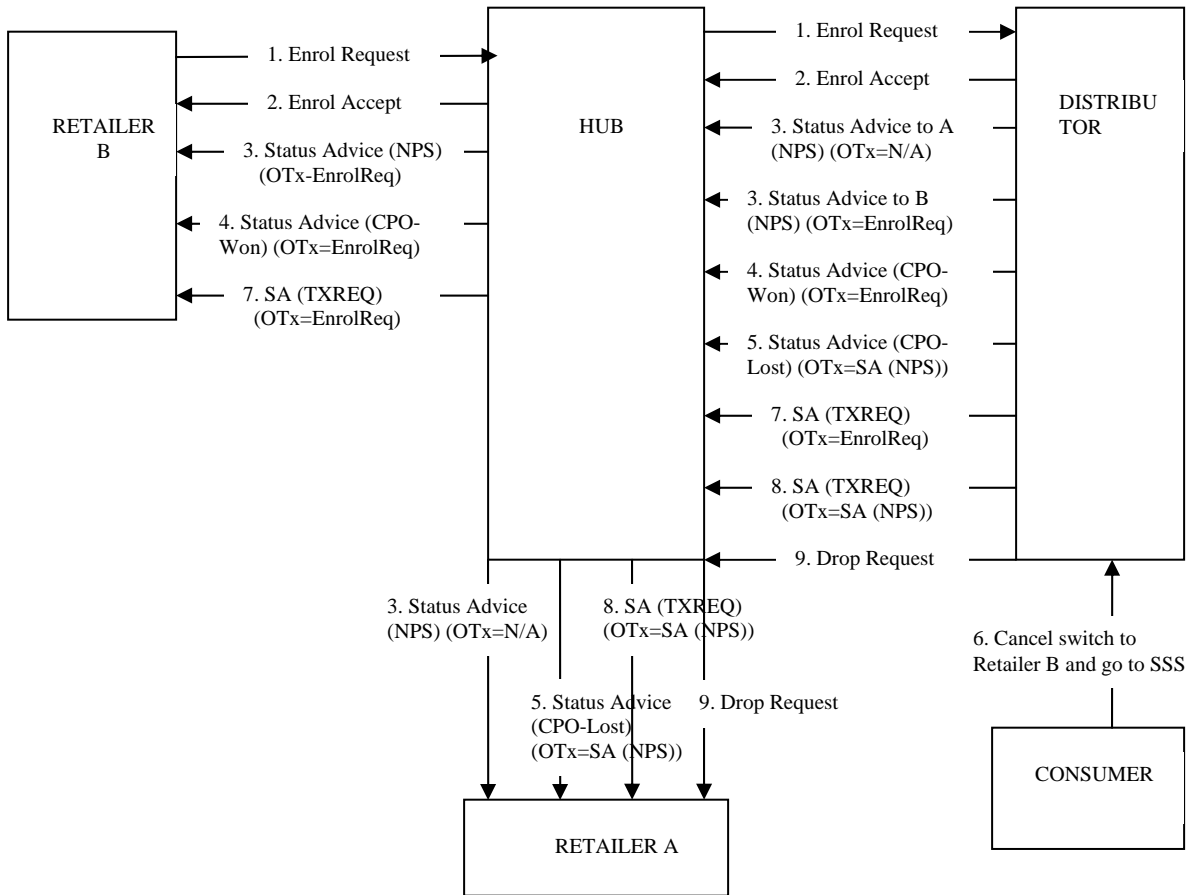 RETAILER
B
1. Enrol Request
2. Enrol Accept
3. Status Advice (NPS)
(OTx-EnrolReq)
4. Status Advice (CPO-
Won) (OTx=EnrolReq)
7. SA (TXREQ)
(OTx=EnrolReq)
HUB
1. Enrol Request
2. Enrol Accept
3. Status Advice to A
(NPS) (OTx=N/A)
3. Status Advice to B
(NPS) (OTx=EnrolReq)
4. Status Advice (CPO-
Won) (OTx=EnrolReq)
5. Status Advice (CPO-
Lost) (OTx=SA (NPS))
7. SA (TXREQ)
(OTx=EnrolReq)
8. SA (TXREQ)
(OTx=SA (NPS))
9. Drop Request
DISTRIBU
TOR
3. Status Advice
(NPS) (OTx=N/A)
8. SA (TXREQ)
(OTx=SA (NPS))
5. Status Advice
(CPO-Lost)
(OTx=SA (NPS))
9. Drop Request
6. Cancel switch to
Retailer B and go to SSS
CONSUMER
RETAILER A